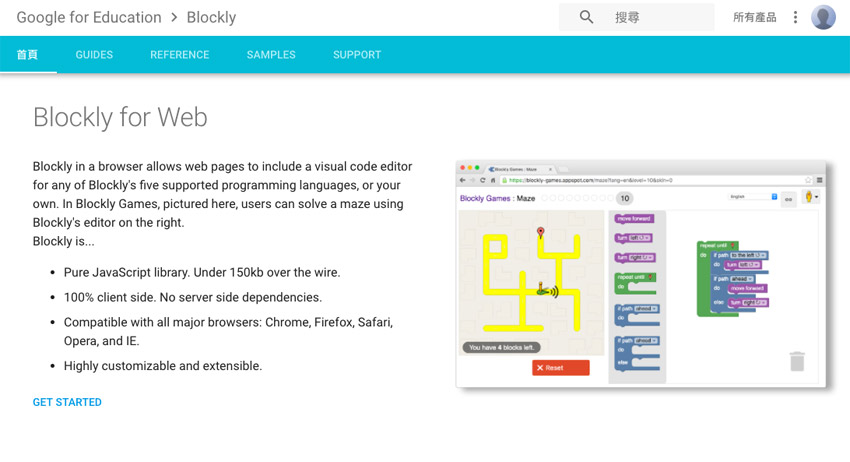 Google for Education > Blockly
搜尋
所有產品
首頁 GUIDES REFERENCE SAMPLES SUPPORT
Blockly for Web
Blockly in a browser allows web pages to include a visual code editor
for any of Blockly's five supported programming languages, or your
own. In Blockly Games, pictured here, users can solve a maze using
Blockly's editor on the right.
Blockly is...
• Pure JavaScript library. Under 150kb over the wire.
• 100% client side. No server side dependencies.
• Compatible with all major browsers: Chrome, Firefox, Safari,
Opera, and IE.
• Highly customizable and extensible.
GET STARTED
Blockly Games : Maze
https://blockly-games.appspot.com/maze?lang=en&level=10&skin=0
Blockly Games : Maze
10
English
You have 4 blocks left.
Reset
move forward
turn left
turn right
repeat until
do
if path ahead
do
if path ahead
do
else
repeat until
do
if path to the left
do turn left
if path ahead
do move forward
else turn right